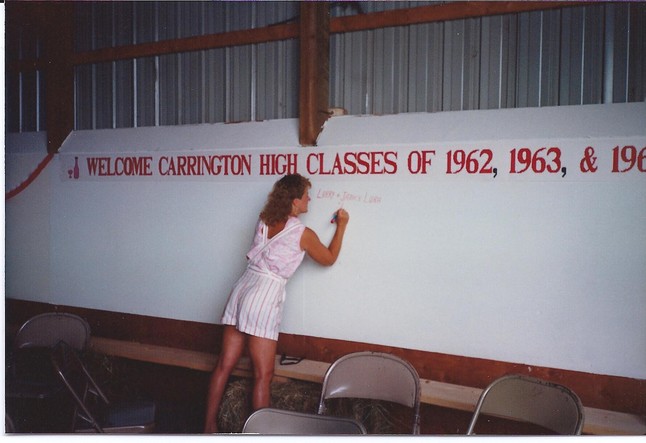 WELCOME CARRINGTON HIGH CLASSES OF 1962, 1963, & 196